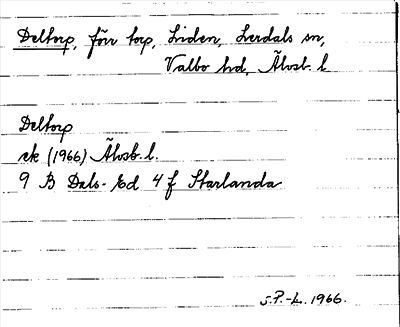 Deltorp, förr torp, Liden, Lerdals sn,
Valbo hd, Älvsb. l
Deltorp
ek (1966) Älvsb. l.
9 B Dals-Ed 4 f Starlanda
S.P.-L. 1966.